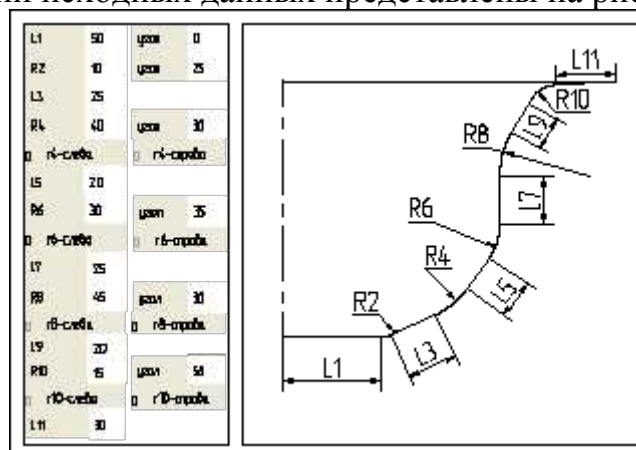 L1 50 угол 0
R2 10 угол 25
L3 25
R4 40 угол 30
r4-слева r4-справа
L5 20
R6 30 угол 35
r6-слева r6-справа
L7 25
R8 45 угол 30
r8-слева r8-справа
L9 20
R10 15 угол
r10-слева r10-справа
L11 30
L11
R10
L9
R8
L7
R6
R4
L5
R2
L3
L1